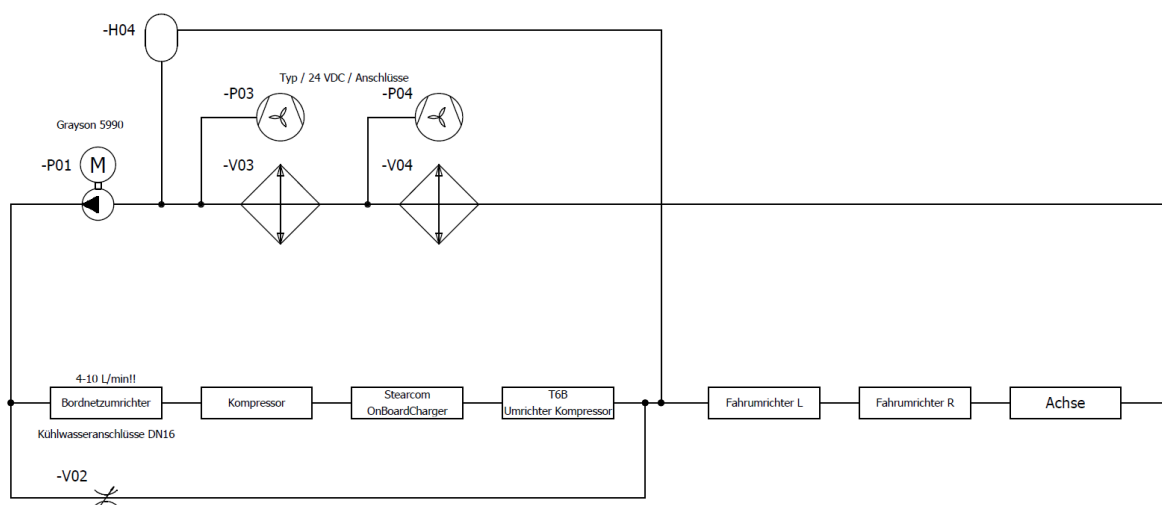 -H04
Typ / 24 VDC / Anschlüsse
-P03
-P04
Grayson 5990
-P01
M
-V03
-V04
4-10 L/min!!
Bordnetzumrichter
Kompressor
Stearcom
OnBoardCharger
T6B
Umrichter Kompressor
Fahrumrichter L
Fahrumrichter R
Achse
Kühlwasseranschlüsse DN16
-V02